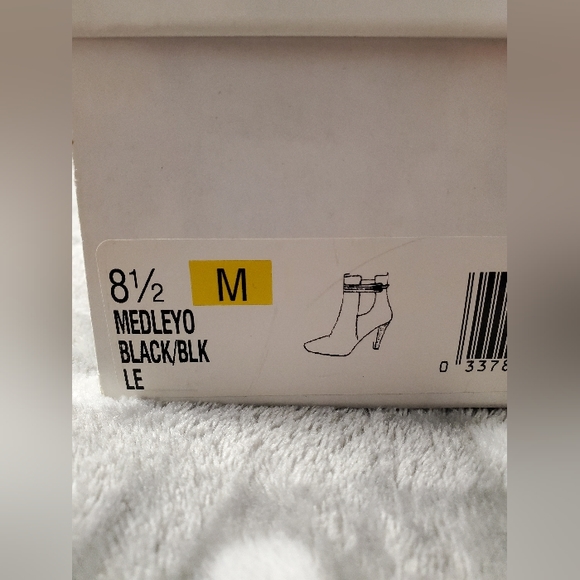 8½ M
MEDLEYO
BLACK/BLK
LE
0 3378